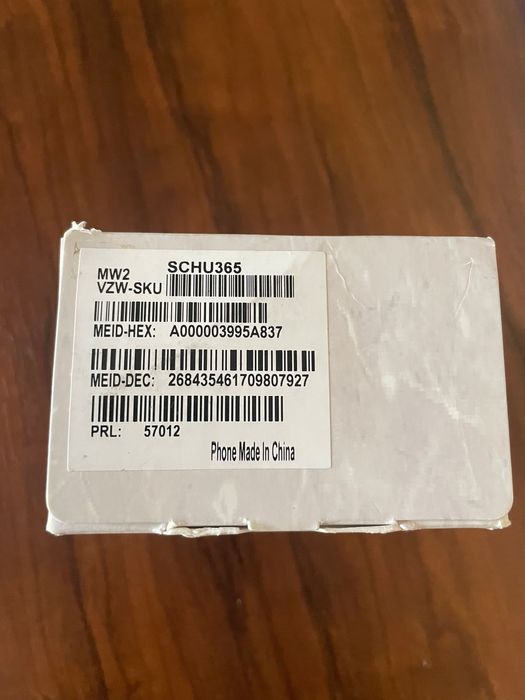 SCHU365
MW2
VZW-SKU
MEID-HEX: A000003995A837
MEID-DEC: 268435461709807927
PRL: 57012
Phone Made In China